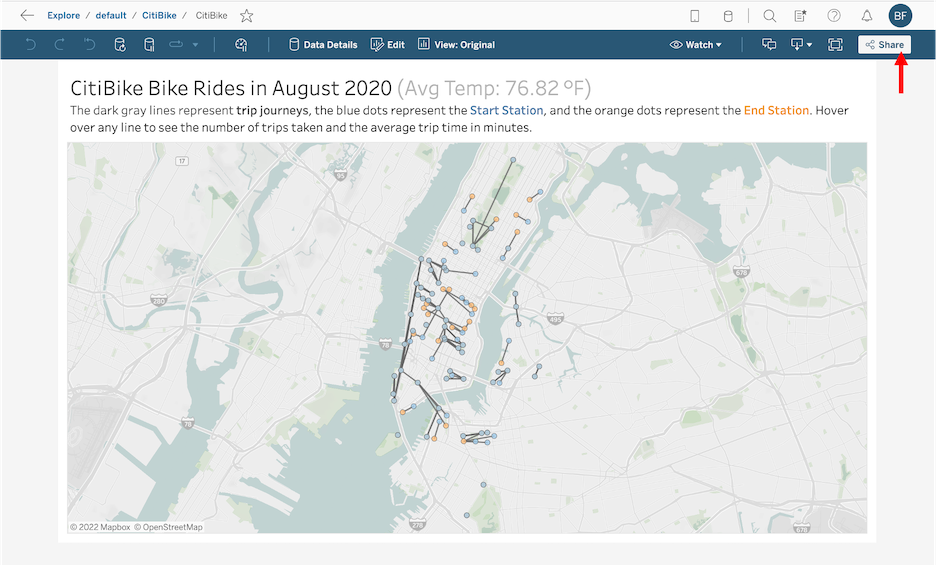 Explore / default / CitiBike / CitiBike
BF
Data Details Edit View: Original Watch Share
CitiBike Bike Rides in August 2020 (Avg Temp: 76.82 ºF)
The dark gray lines represent trip journeys, the blue dots represent the Start Station, and the orange dots represent the End Station. Hover
over any line to see the number of trips taken and the average trip time in minutes.
17
95
678
280
495
78
78
278
678
© 2022 Mapbox © OpenStreetMap